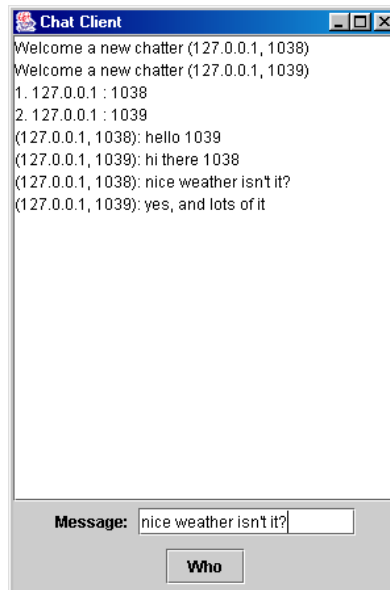 Chat Client
Welcome a new chatter (127.0.0.1, 1038)
Welcome a new chatter (127.0.0.1, 1039)
1. 127.0.0.1 : 1038
2. 127.0.0.1 : 1039
(127.0.0.1, 1038): hello 1039
(127.0.0.1, 1039): hi there 1038
(127.0.0.1, 1038): nice weather isn't it?
(127.0.0.1, 1039): yes, and lots of it
Message: nice weather isn't it?
Who